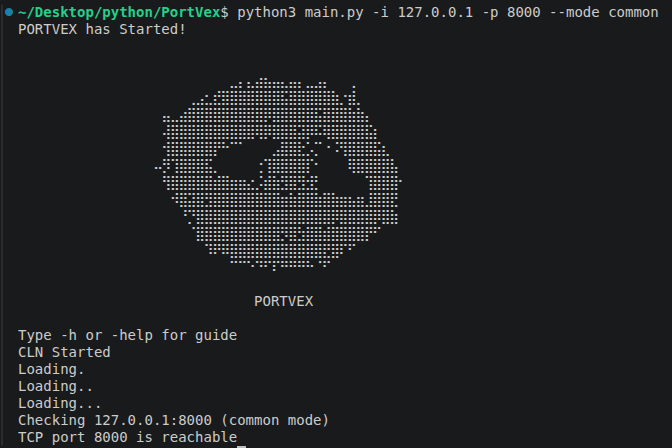 ~/Desktop/python/PortVex$ python3 main.py -i 127.0.0.1 -p 8000 --mode common
PORTVEX has Started!
PORTVEX
Type -h or -help for guide
CLN Started
Loading.
Loading..
Loading...
Checking 127.0.0.1:8000 (common mode)
TCP port 8000 is reachable